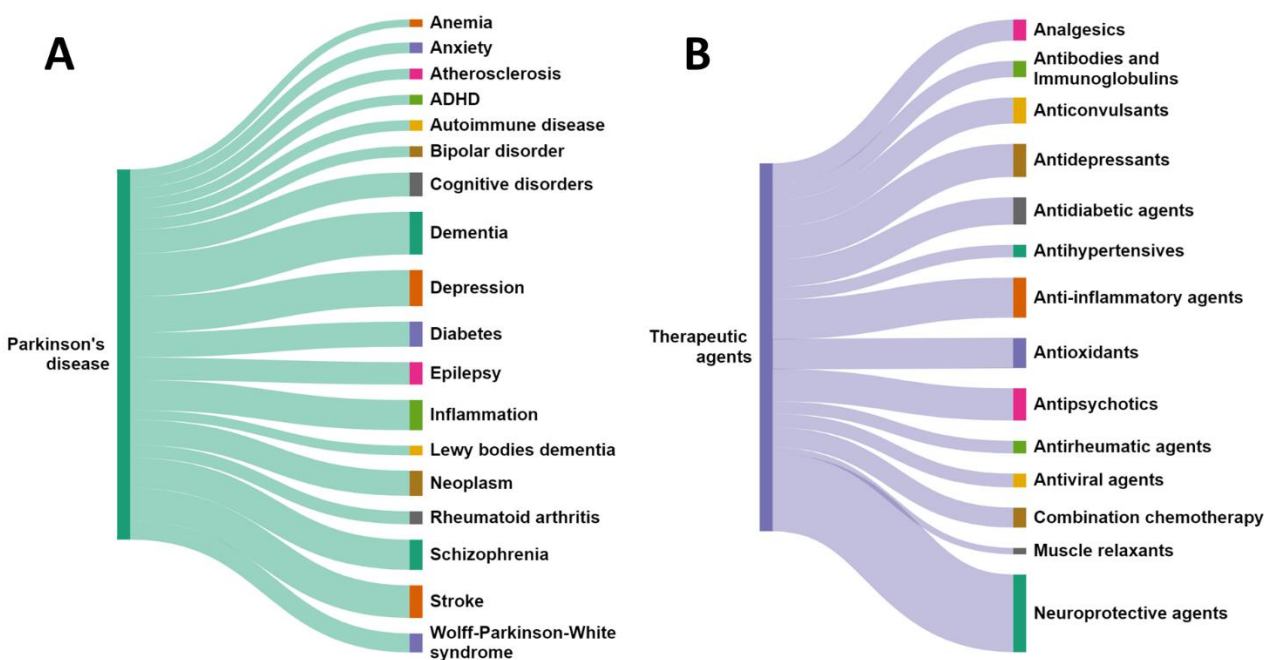 A
Parkinson's
disease
Anemia
Anxiety
Atherosclerosis
ADHD
Autoimmune disease
Bipolar disorder
Cognitive disorders
Dementia
Depression
Diabetes
Epilepsy
Inflammation
Lewy bodies dementia
Neoplasm
Rheumatoid arthritis
Schizophrenia
Stroke
Wolff-Parkinson-White
syndrome
B
Therapeutic
agents
Analgesics
Antibodies and
Immunoglobulins
Anticonvulsants
Antidepressants
Antidiabetic agents
Antihypertensives
Anti-inflammatory agents
Antioxidants
Antipsychotics
Antirheumatic agents
Antiviral agents
Combination chemotherapy
Muscle relaxants
Neuroprotective agents